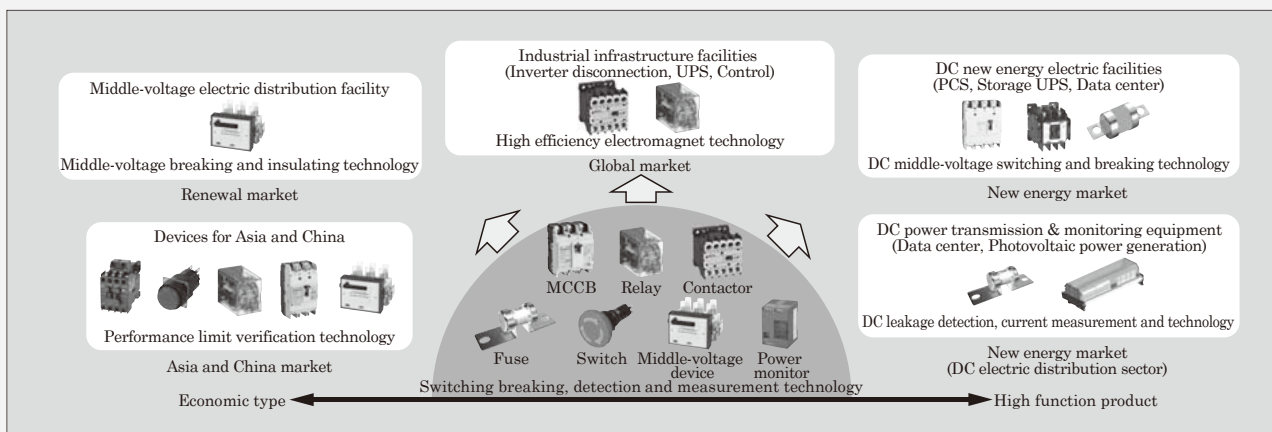 Middle-voltage electric distribution facility
Middle-voltage breaking and insulating technology
Renewal market
Devices for Asia and China
Performance limit verification technology
Asia and China market
Industrial infrastructure facilities
(Inverter disconnection, UPS, Control)
High efficiency electromagnet technology
Global market
DC new energy electric facilities
(PCS, Storage UPS, Data center)
DC middle-voltage switching and breaking technology
New energy market
DC power transmission & monitoring equipment
(Data center, Photovoltaic power generation)
DC leakage detection, current measurement and technology
New energy market
(DC electric distribution sector)
MCCB
Relay
Contactor
Fuse
Switch
Middle-voltage
device
Power
monitor
Switching breaking, detection and measurement technology
Economic type
High function product